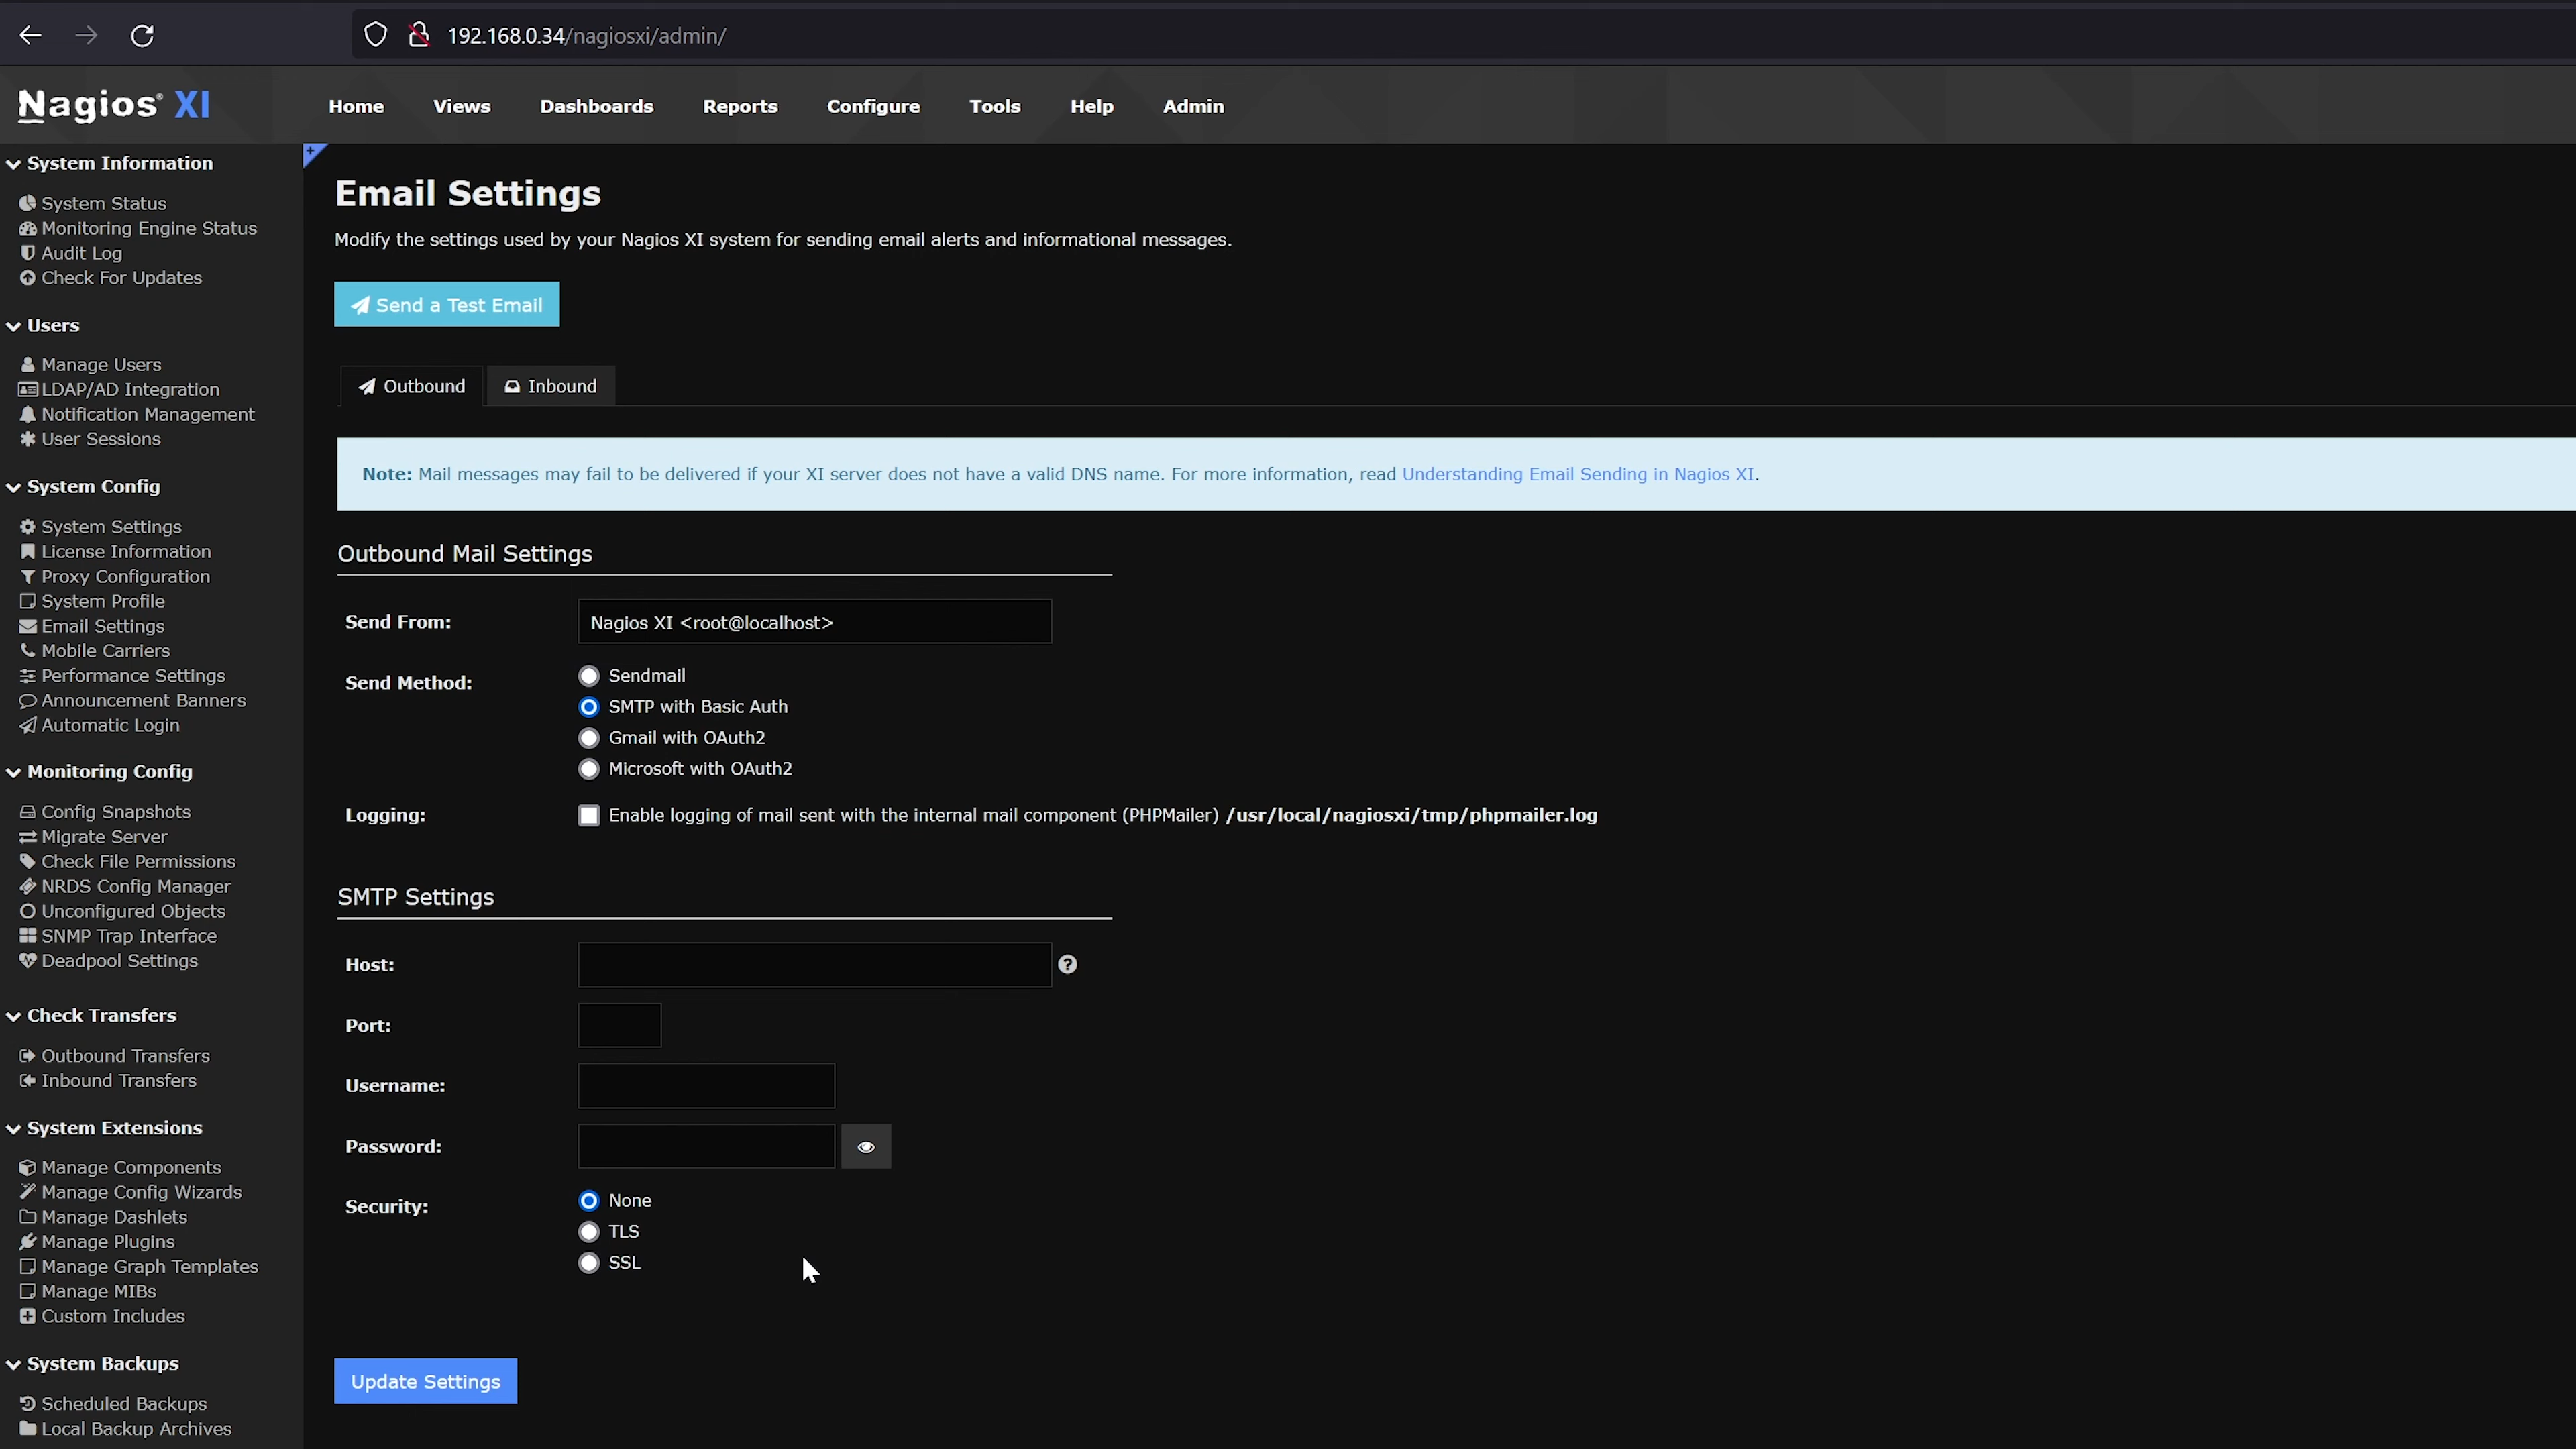 192.168.0.34/nagiosxi/admin/
Nagios® XI
Home
Views
Dashboards
Reports
Configure
Tools
Help
Admin
System Information
System Status
Monitoring Engine Status
Audit Log
Check For Updates
Users
Manage Users
LDAP/AD Integration
Notification Management
User Sessions
System Config
System Settings
License Information
Proxy Configuration
System Profile
Email Settings
Mobile Carriers
Performance Settings
Announcement Banners
Automatic Login
Monitoring Config
Config Snapshots
Migrate Server
Check File Permissions
NRDS Config Manager
Unconfigured Objects
SNMP Trap Interface
Deadpool Settings
Check Transfers
Outbound Transfers
Inbound Transfers
System Extensions
Manage Components
Manage Config Wizards
Manage Dashlets
Manage Plugins
Manage Graph Templates
Manage MIBs
Custom Includes
System Backups
Scheduled Backups
Local Backup Archives
Email Settings
Modify the settings used by your Nagios XI system for sending email alerts and informational messages.
Send a Test Email
Outbound
Inbound
Note: Mail messages may fail to be delivered if your XI server does not have a valid DNS name. For more information, read Understanding Email Sending in Nagios XI.
Outbound Mail Settings
Send From: Nagios XI <root@localhost>
Send Method:
Sendmail
SMTP with Basic Auth
Gmail with OAuth2
Microsoft with OAuth2
Logging: Enable logging of mail sent with the internal mail component (PHPMailer) /usr/local/nagiosxi/tmp/phpmailer.log
SMTP Settings
Host:
Port:
Username:
Password:
Security:
None
TLS
SSL
Update Settings